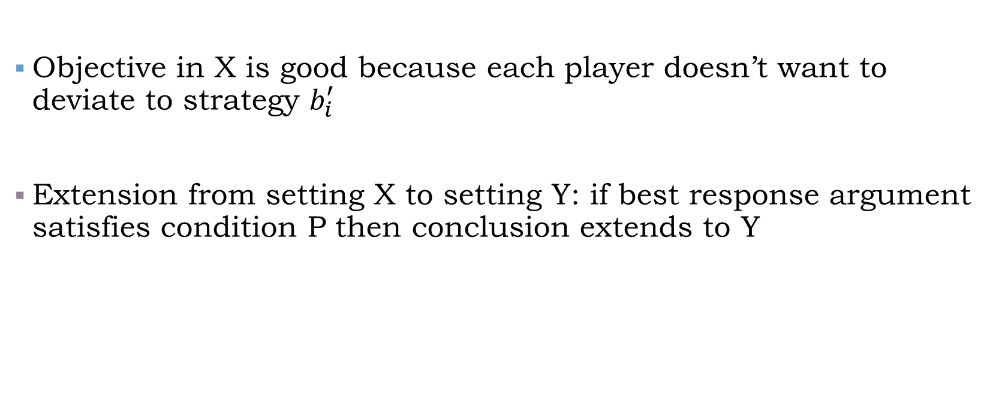 ▪ Objective in X is good because each player doesn’t want to
deviate to strategy 𝑏𝑖′
▪ Extension from setting X to setting Y: if best response argument
satisfies condition P then conclusion extends to Y